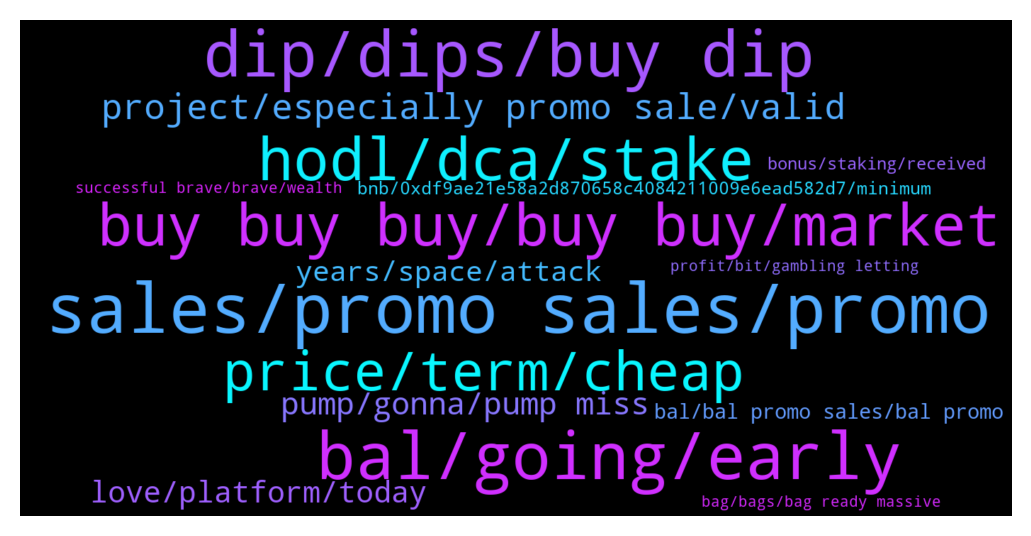 dip/dips/buy dip
project/especially promo sale/valid
hodl/dca/stake
bonus/staking/received
successful brave/brave/wealth
bnb/0xdf9ae21e58a2d870658c4084211009e6ead582d7/minimum
buy buy buy/buy buy/market
years/space/attack
profit/bit/gambling letting
sales/promo sales/promo
price/term/cheap
pump/gonna/pump miss
bal/bal promo sales/bal promo
bal/going/early
love/platform/today
bag/bags/bag ready massive